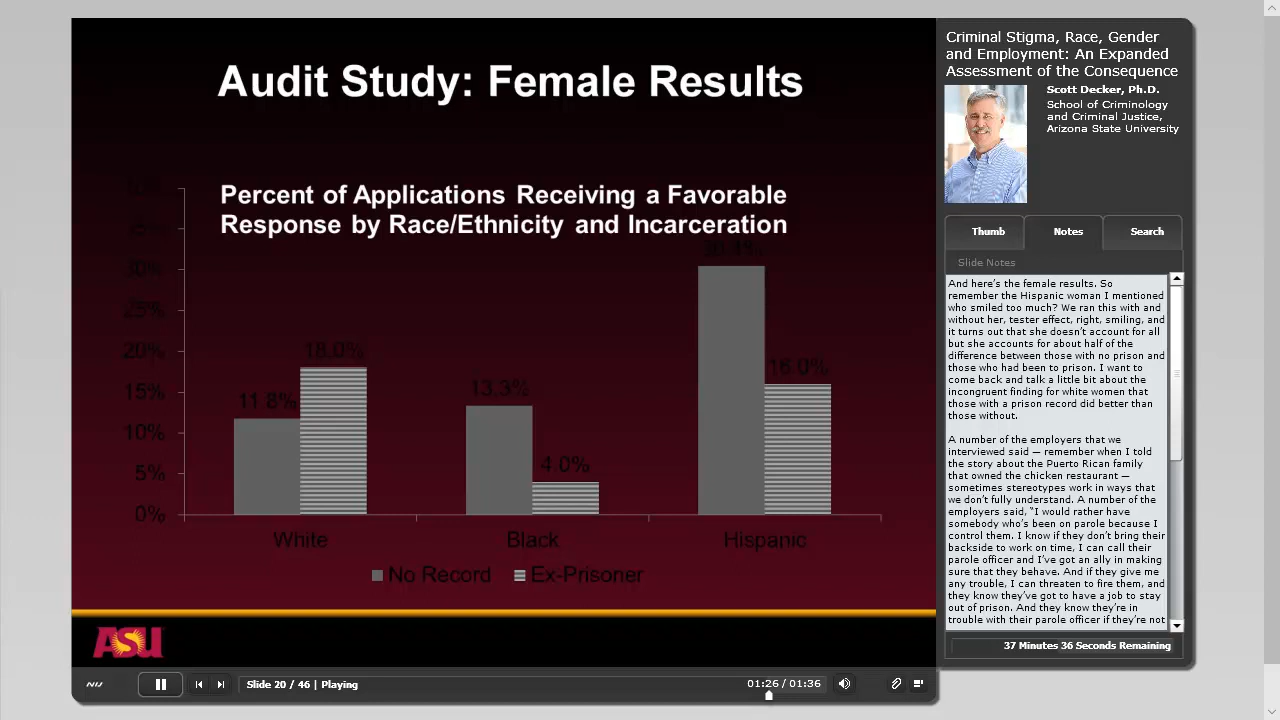 Audit Study: Female Results
Percent of Applications Receiving a Favorable
Response by Race/Ethnicity and Incarceration
35%
30%
25%
20%
15%
10%
5%
0%
11.8%
18.0%
13.3%
4.0%
16.0%
White
Black
Hispanic
No Record
Ex-Prisoner
ASU
Slide 20 / 46 | Playing
01:26 / 01:36
Criminal Stigma, Race, Gender
and Employment: An Expanded
Assessment of the Consequence
Scott Decker, Ph.D.
School of Criminology
and Criminal Justice,
Arizona State University
Thumb
Notes
Search
Slide Notes
And here's the female results. So
remember the Hispanic woman I mentioned
who smiled too much? We ran this with and
without her, tester effect, right, smiling, and
it turns out that she doesn't account for all
but she accounts for about half of the
difference between those with no prison and
those who had been to prison. I want to
come back and talk a little bit about the
incongruent finding for white women that
those with a prison record did better than
those without.
A number of the employers that we
interviewed said — remember when I told
the story about the Puerto Rican family
that owned the chicken restaurant —
sometimes stereotypes work in ways that
we don't fully understand. A number of the
employers said, "I would rather have
somebody who's been on parole because I
control them. I know if they don't bring their
backside to work on time, I can call their
parole officer and I've got an ally in making
sure that they behave. And if they give me
any trouble, I can threaten to fire them, and
they know they've got to have a job to stay
out of prison. And they know they're in
trouble with their parole officer if they're not
37 Minutes 36 Seconds Remaining